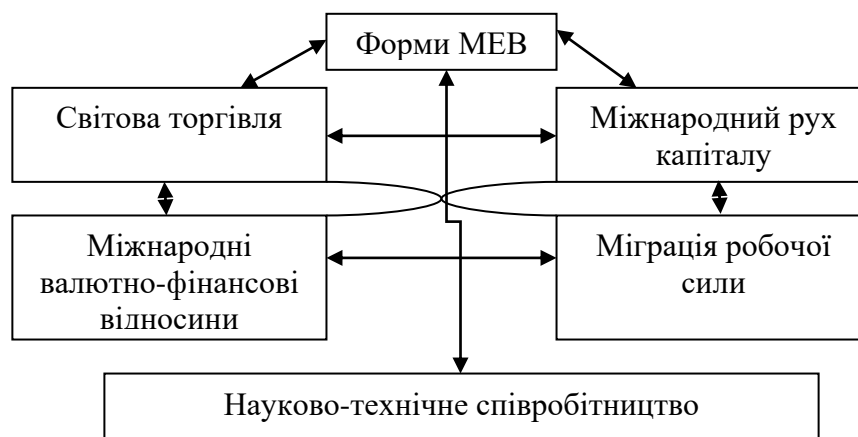 Форми МЕВ
Світова торгівля
Міжнародний рух
капіталу
Міжнародні
валютно-фінансові
відносини
Міграція робочої
сили
Науково-технічне співробітництво